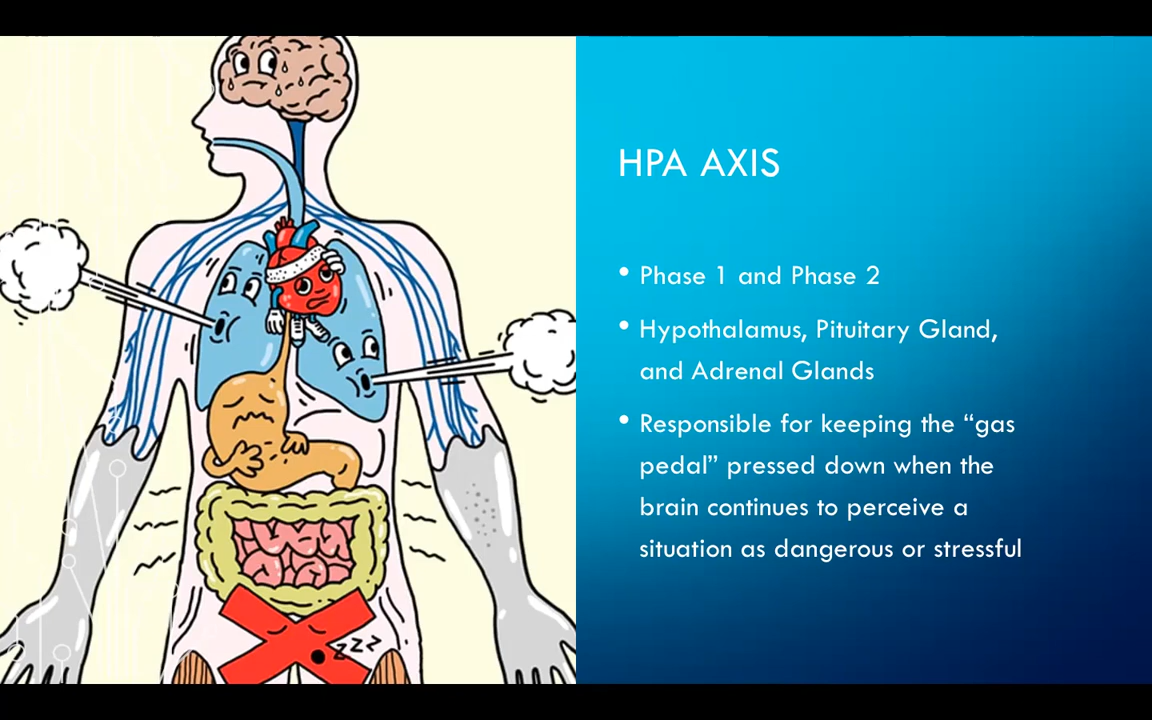 HPA AXIS
• Phase 1 and Phase 2
• Hypothalamus, Pituitary Gland,
and Adrenal Glands
• Responsible for keeping the “gas
pedal” pressed down when the
brain continues to perceive a
situation as dangerous or stressful
zzz